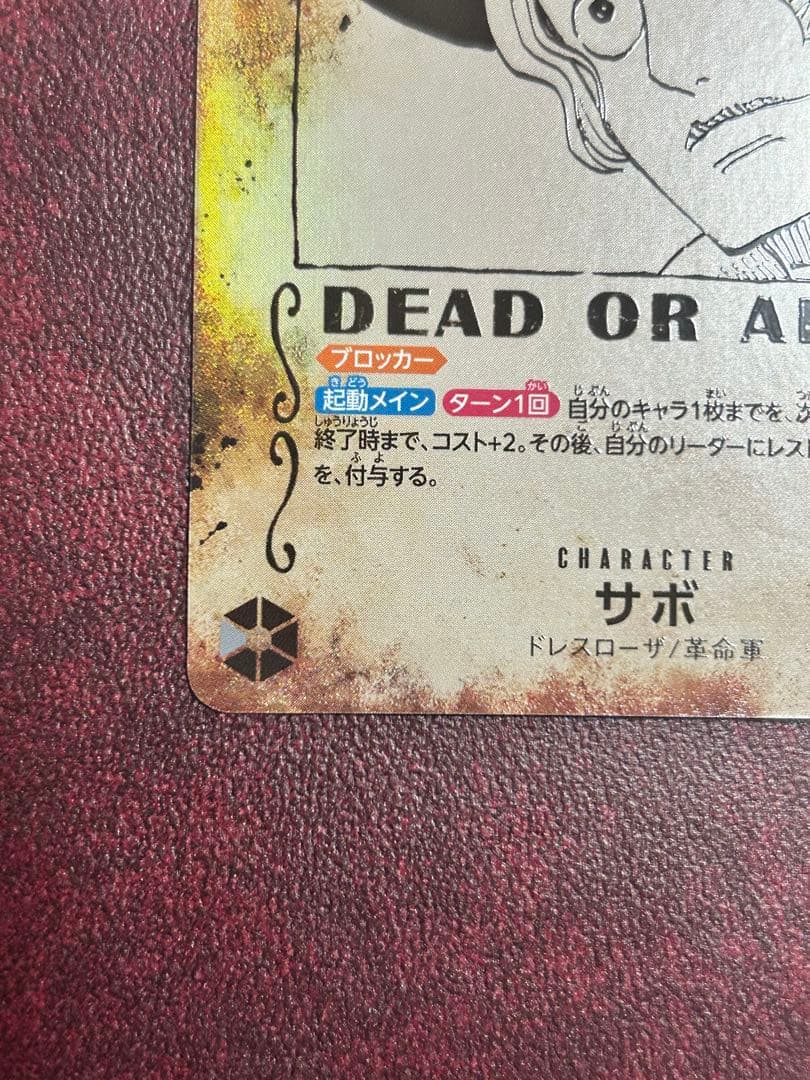 DEAD OR
ブロッカー
起動メイン ターン1回 自分のキャラ1枚までを、
終了時まで、コスト+2。その後、自分のリーダーにレスト
を、付与する。
CHARACTER
サボ
ドレスローザ/革命軍